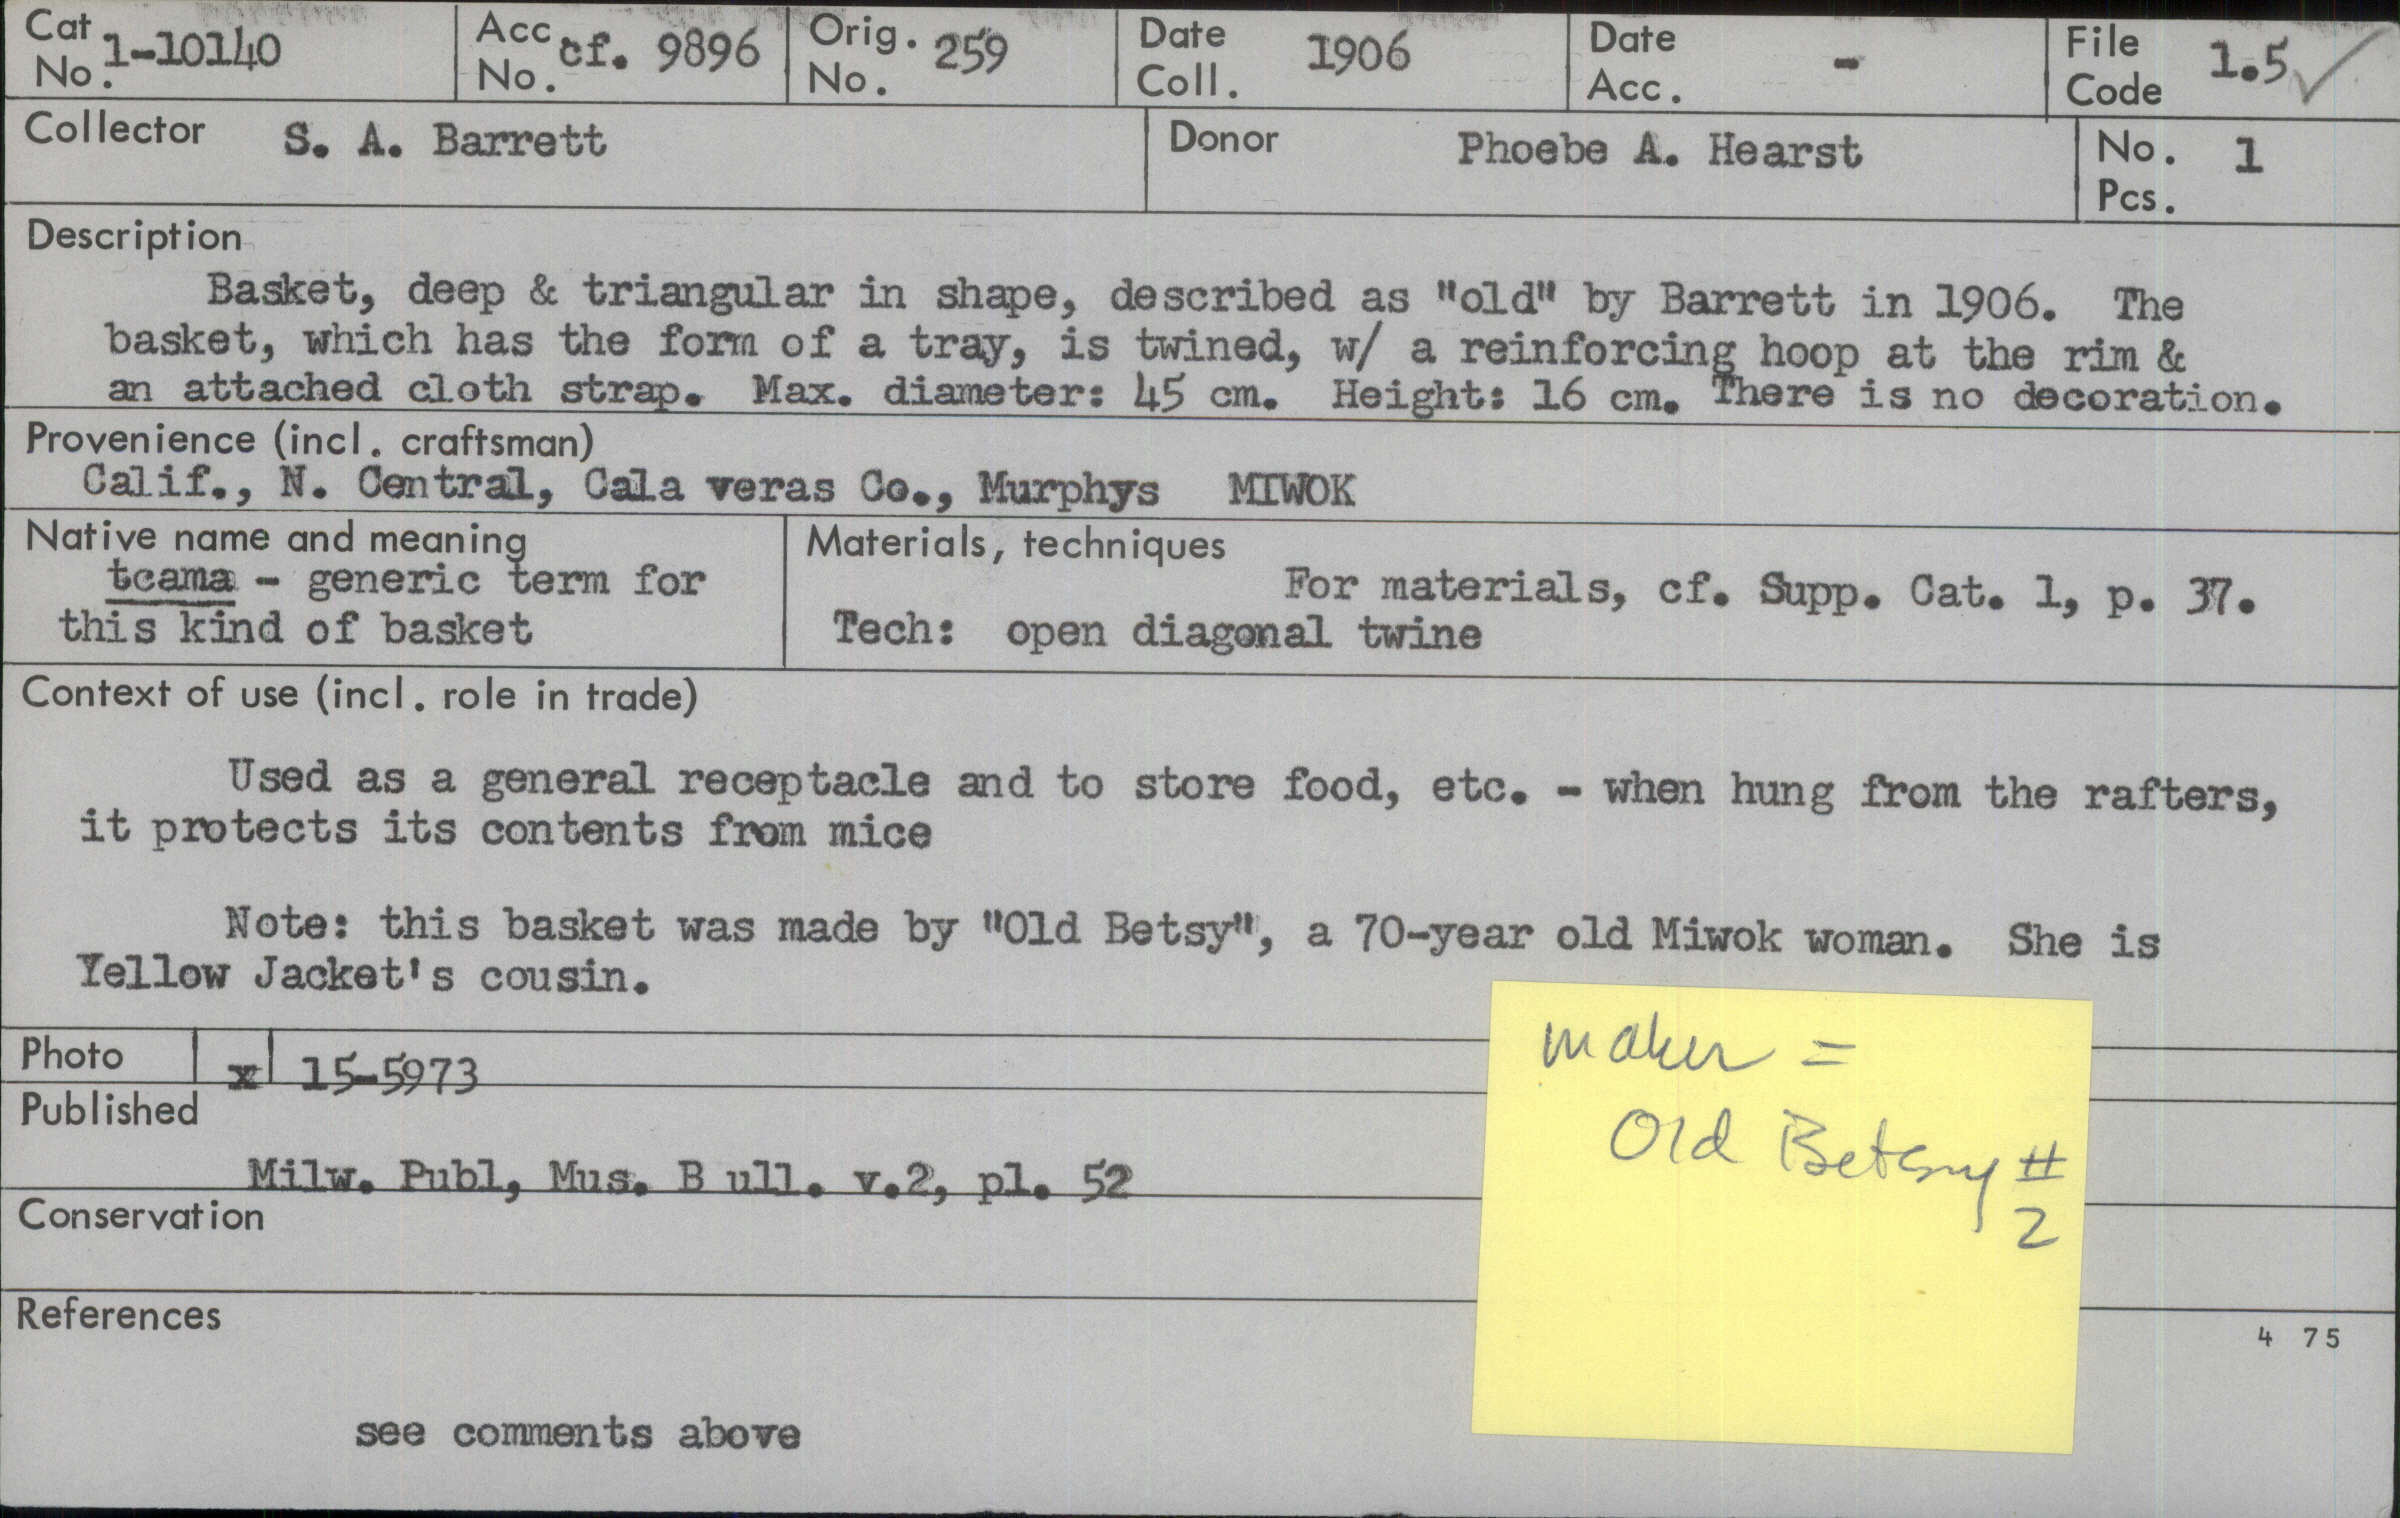 Cat. No. 1-10140
Acc. No. cf. 9896
Orig. No. 259
Date Coll. 1906
Date Acc. -
File Code 1.5 ✓
Collector S. A. Barrett
Donor Phoebe A. Hearst
No. Pcs. 1
Description
Basket, deep & triangular in shape, described as "old" by Barrett in 1906. The
basket, which has the form of a tray, is twined, w/ a reinforcing hoop at the rim &
an attached cloth strap. Max. diameter: 45 cm. Height: 16 cm. There is no decoration.
Provenience (incl. craftsman)
Calif., N. Central, Cala veras Co., Murphys MIWOK
Native name and meaning
tcama - generic term for
this kind of basket
Materials, techniques
For materials, cf. Supp. Cat. 1, p. 37.
Tech: open diagonal twine
Context of use (incl. role in trade)
Used as a general receptacle and to store food, etc. - when hung from the rafters,
it protects its contents from mice
Note: this basket was made by "Old Betsy", a 70-year old Miwok woman. She is
Yellow Jacket's cousin.
Photo x 15-5973
Published
Milw. Publ, Mus. B ull. v.2, pl. 52
Conservation
References
see comments above
4 75
maker =
Old Betsy #
2